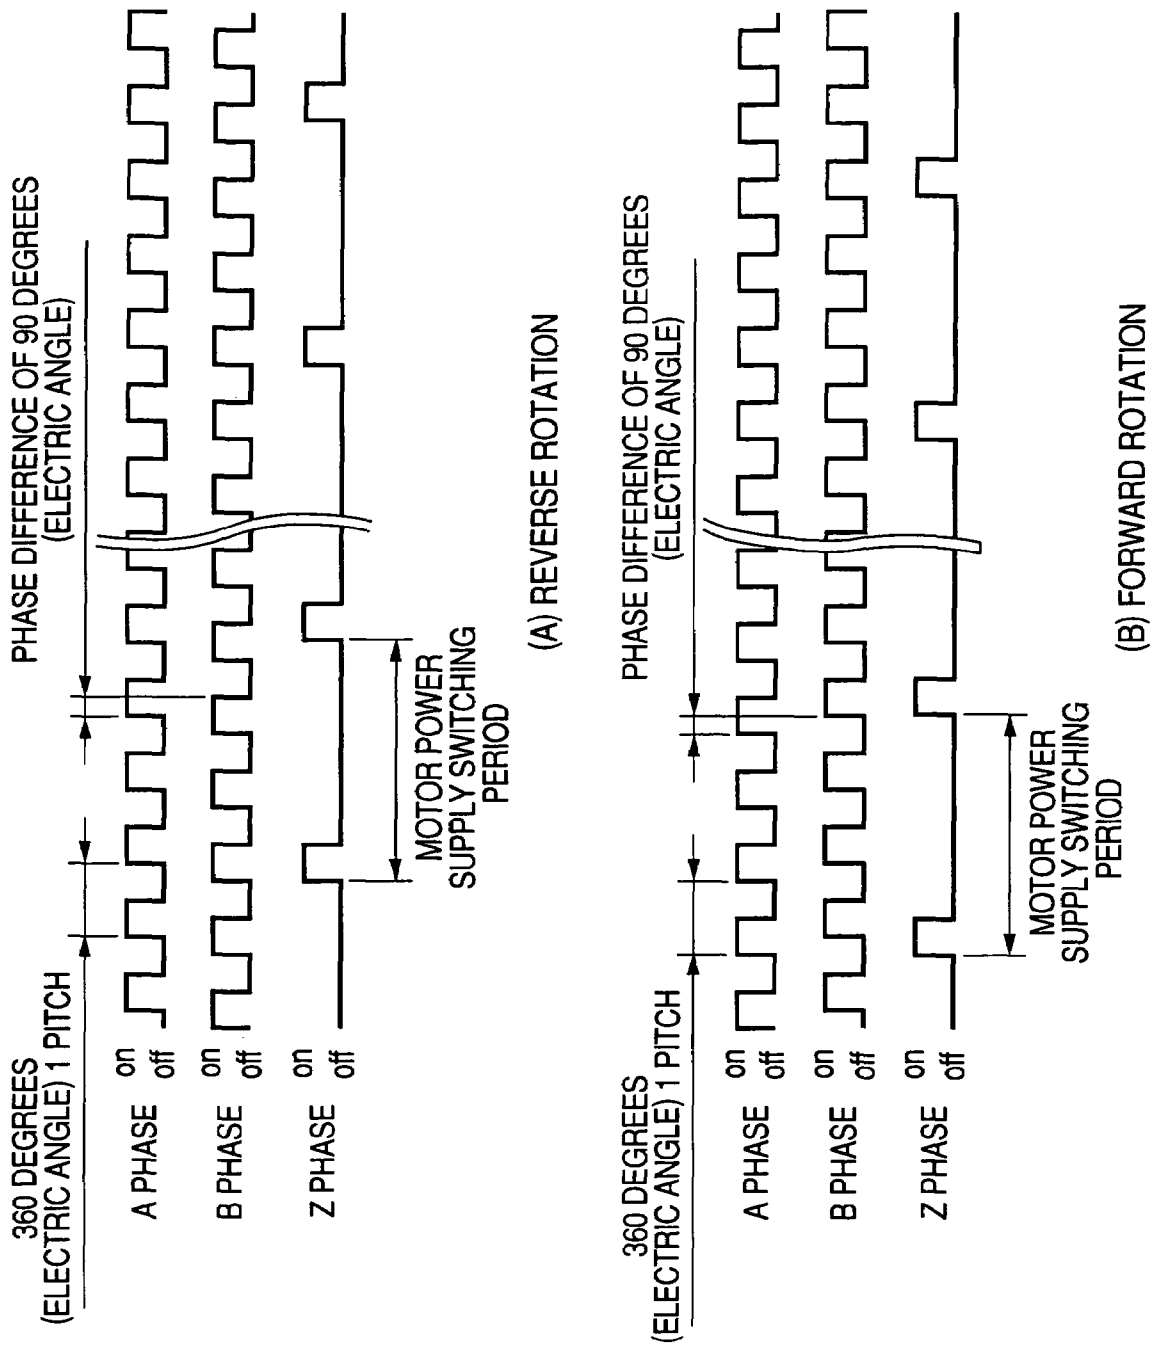 360 DEGREES
(ELECTRIC ANGLE) 1 PITCH
PHASE DIFFERENCE OF 90 DEGREES
(ELECTRIC ANGLE)
A PHASE
on
off
B PHASE
on
off
Z PHASE
on
off
MOTOR POWER
SUPPLY SWITCHING
PERIOD
(A) REVERSE ROTATION
360 DEGREES
(ELECTRIC ANGLE) 1 PITCH
PHASE DIFFERENCE OF 90 DEGREES
(ELECTRIC ANGLE)
A PHASE
on
off
B PHASE
on
off
Z PHASE
on
off
MOTOR POWER
SUPPLY SWITCHING
PERIOD
(B) FORWARD ROTATION